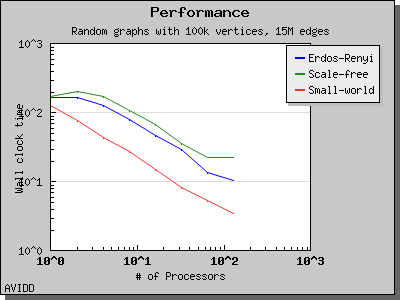 Performance
Random graphs with 100k vertices, 15M edges
Erdos-Renyi
Scale-free
Small-world
Wall clock time
10^3
10^2
10^1
10^0
10^0 10^1 10^2 10^3
# of Processors
AVIDD